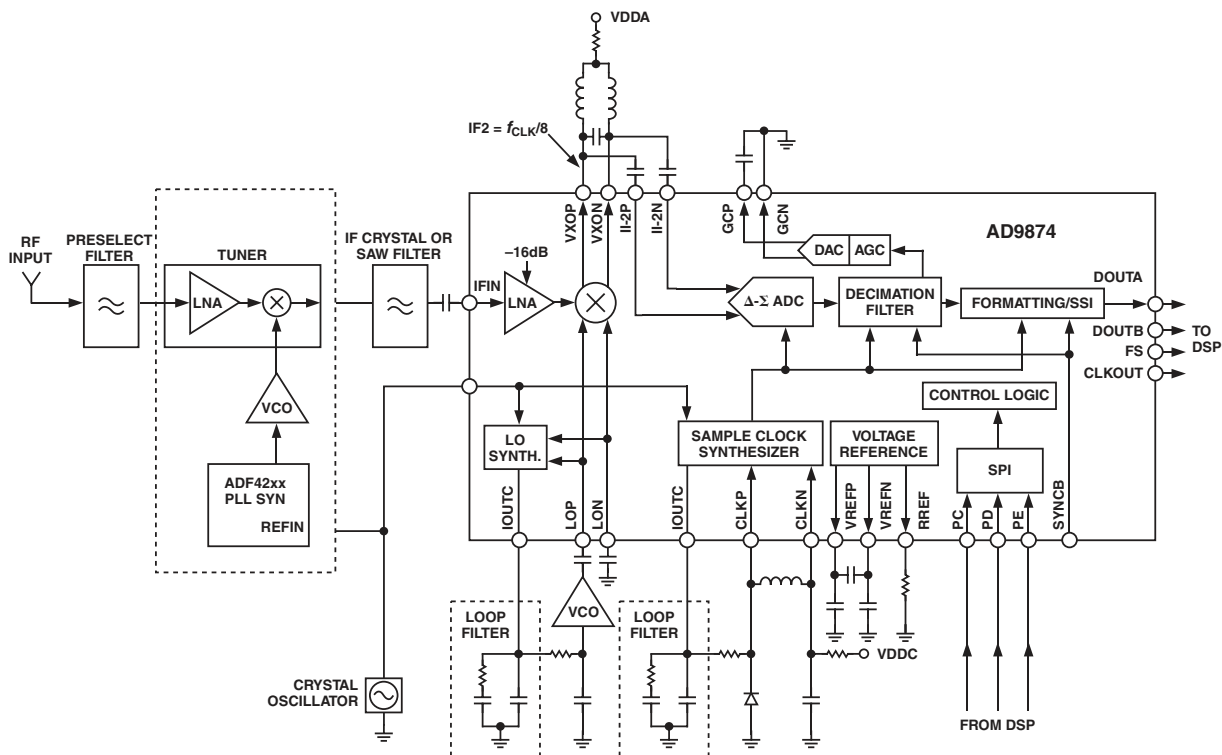 VDDA
IF2 = fCLK/8
VXOP
VXON
II-2P
II-2N
GCP
GCN
AD9874
RF
INPUT
PRESELECT
FILTER
TUNER
LNA
IF CRYSTAL OR
SAW FILTER
IFIN
–16dB
LNA
DAC
AGC
Δ-Σ ADC
DECIMATION
FILTER
FORMATTING/SSI
DOUTA
DOUTB
FS
CLKOUT
TO
DSP
VCO
ADF42xx
PLL SYN
REFIN
LO
SYNTH.
SAMPLE CLOCK
SYNTHESIZER
VOLTAGE
REFERENCE
CONTROL LOGIC
SPI
IOUTC
LOP
LON
IOUTC
CLKP
CLKN
VREFP
VREFN
RREF
PC
PD
PE
SYNCB
LOOP
FILTER
VCO
LOOP
FILTER
VDDC
CRYSTAL
OSCILLATOR
FROM DSP